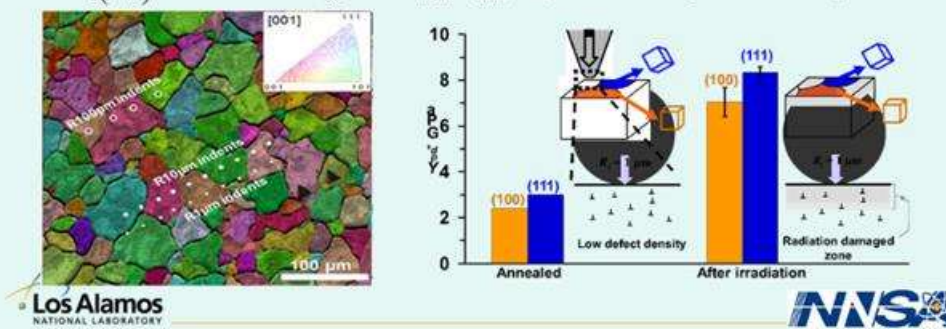 [001]
111
001
101
R100µm indents
R10µm indents
R1µm indents
100 µm
10
8
6
4
2
0
(100)
(111)
(100)
(111)
Low defect density
Radiation damaged
zone
Annealed
After irradiation
Los Alamos
NATIONAL LABORATORY
NNSA